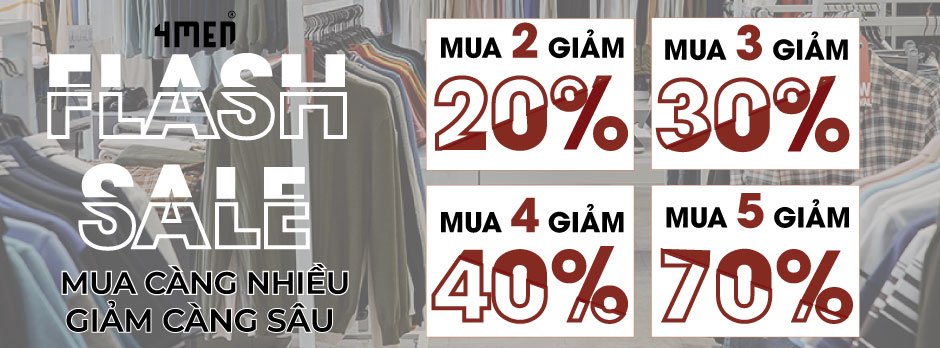 4MEN®
FLASH
SALE
MUA CÀNG NHIỀU
GIẢM CÀNG SÂU
MUA 2 GIẢM
20%
MUA 3 GIẢM
30%
MUA 4 GIẢM
40%
MUA 5 GIẢM
70%